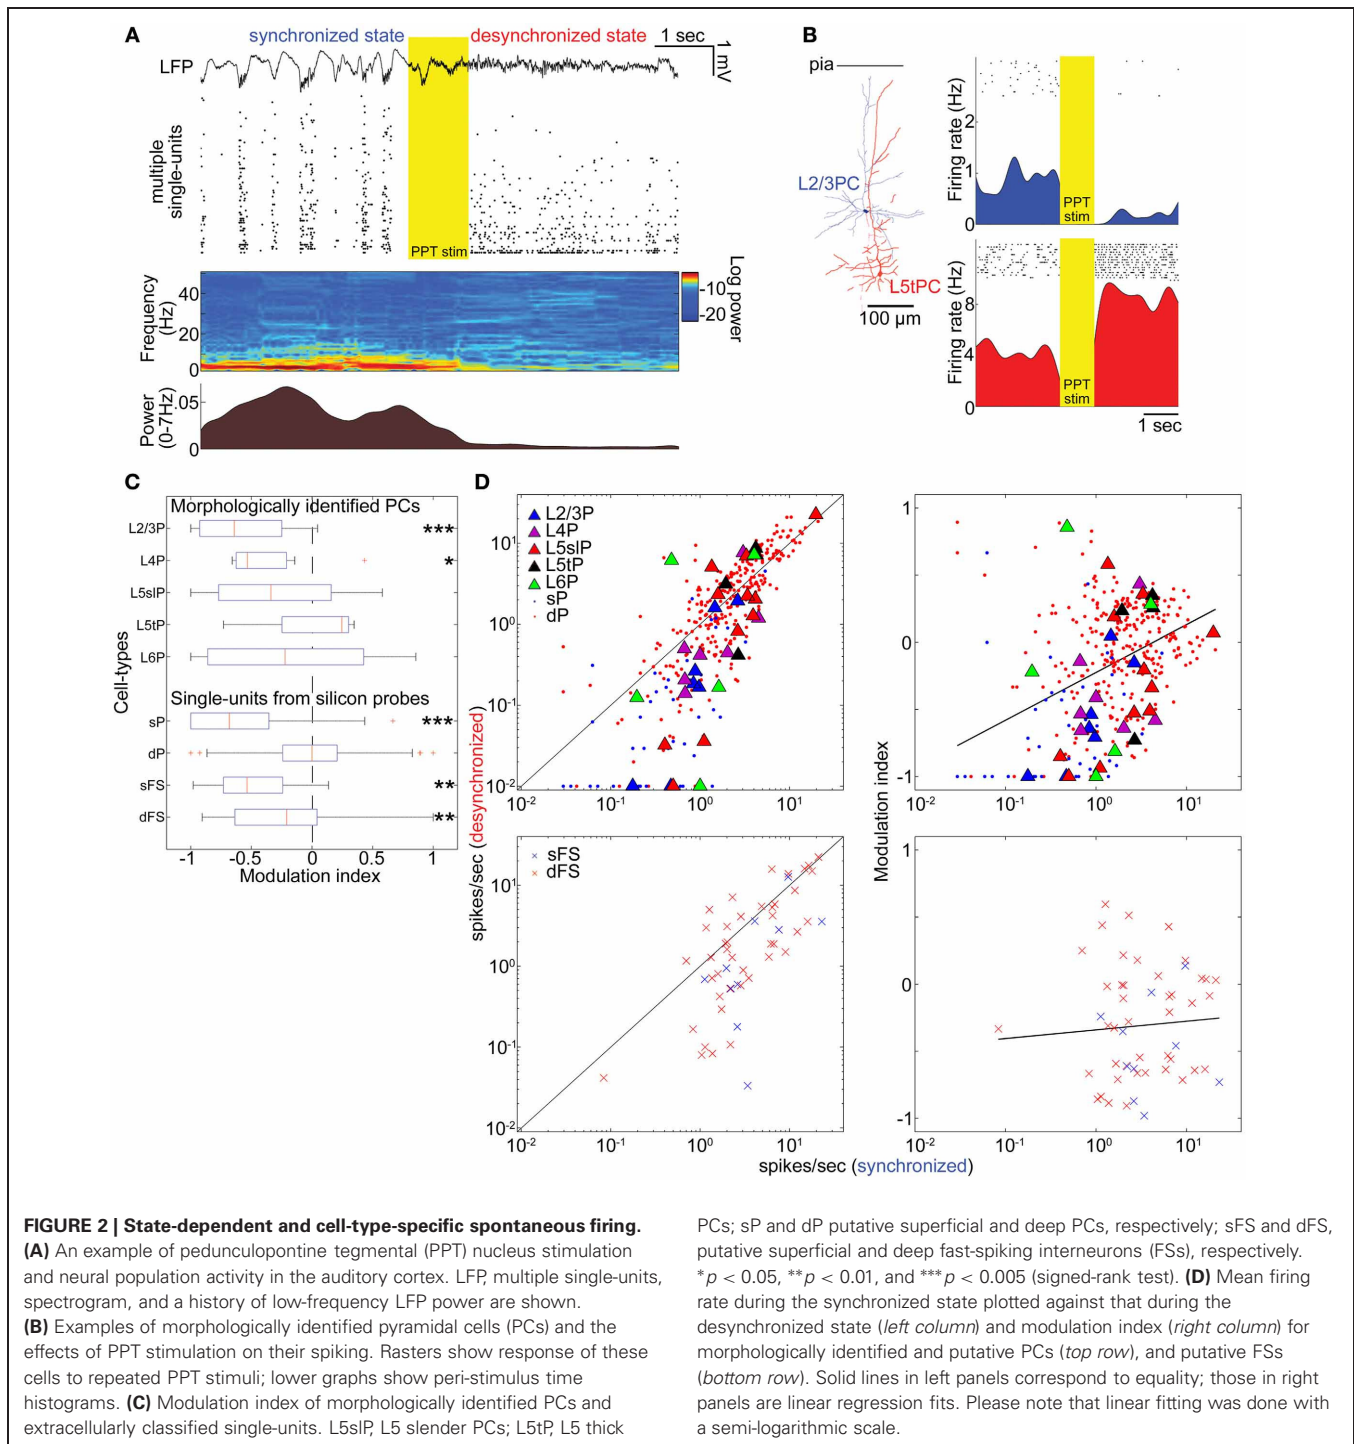 A
synchronized state
desynchronized state
1 sec
1 mV
LFP
multiple
single-units
PPT stim
Frequency
(Hz)
40
20
0
Log power
-10
-20
Power
(0-7Hz)
.05
0
B
pia
L2/3PC
L5tPC
100 µm
Firing rate (Hz)
2
1
0
PPT
stim
Firing rate (Hz)
8
4
0
PPT
stim
1 sec
C
Morphologically identified PCs
L2/3P
***
L4P
*
L5slP
L5tP
L6P
Cell-types
Single-units from silicon probes
sP
***
dP
sFS
**
dFS
**
-1 -0.5 0 0.5 1
Modulation index
D
L2/3P
L4P
L5slP
L5tP
L6P
sP
dP
10¹
10⁰
10⁻¹
10⁻²
10⁻² 10⁻¹ 10⁰ 10¹
1
0
-1
10⁻² 10⁻¹ 10⁰ 10¹
spikes/sec (desynchronized)
Modulation index
sFS
dFS
10¹
10⁰
10⁻¹
10⁻²
10⁻² 10⁻¹ 10⁰ 10¹
1
0
-1
10⁻² 10⁻¹ 10⁰ 10¹
spikes/sec (synchronized)
FIGURE 2 | State-dependent and cell-type-specific spontaneous firing.
(A) An example of pedunculopontine tegmental (PPT) nucleus stimulation
and neural population activity in the auditory cortex. LFP, multiple single-units,
spectrogram, and a history of low-frequency LFP power are shown.
(B) Examples of morphologically identified pyramidal cells (PCs) and the
effects of PPT stimulation on their spiking. Rasters show response of these
cells to repeated PPT stimuli; lower graphs show peri-stimulus time
histograms. (C) Modulation index of morphologically identified PCs and
extracellularly classified single-units. L5slP, L5 slender PCs; L5tP, L5 thick
PCs; sP and dP putative superficial and deep PCs, respectively; sFS and dFS,
putative superficial and deep fast-spiking interneurons (FSs), respectively.
*p < 0.05, **p < 0.01, and ***p < 0.005 (signed-rank test). (D) Mean firing
rate during the synchronized state plotted against that during the
desynchronized state (left column) and modulation index (right column) for
morphologically identified and putative PCs (top row), and putative FSs
(bottom row). Solid lines in left panels correspond to equality; those in right
panels are linear regression fits. Please note that linear fitting was done with
a semi-logarithmic scale.